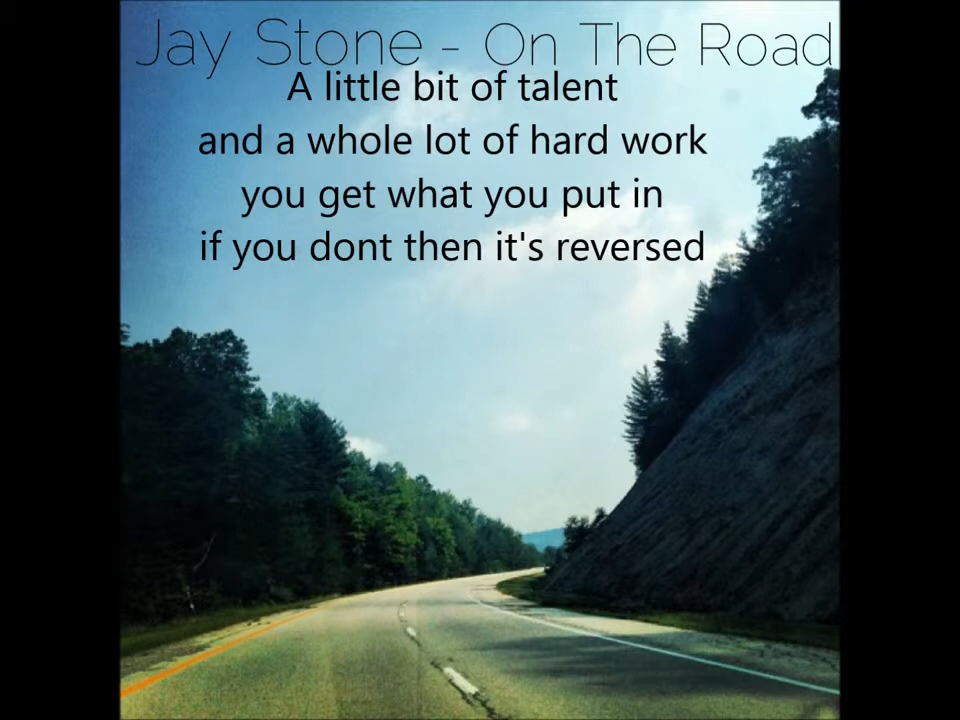 Jay Stone - On The Road
A little bit of talent
and a whole lot of hard work
you get what you put in
if you dont then it's reversed